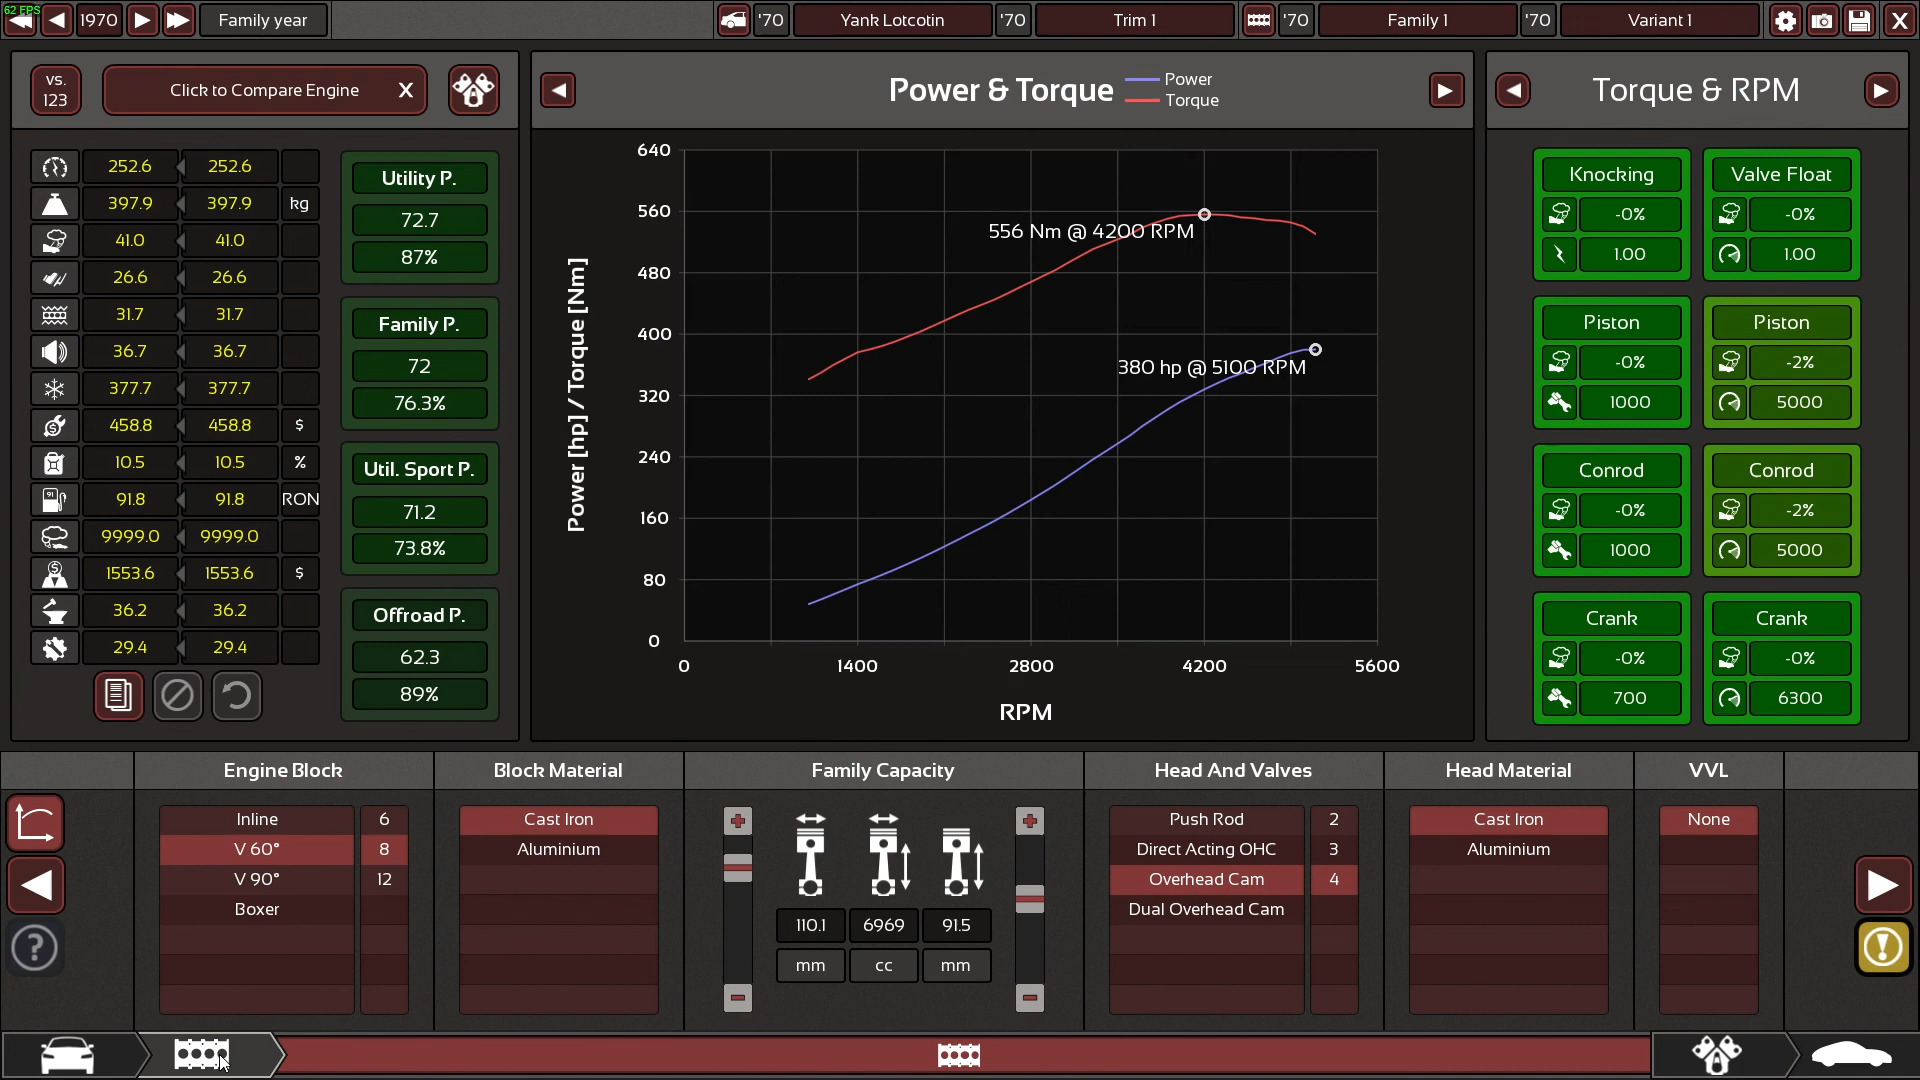 62 FPS
1970
Family year
'70
Yank Lotcotin
'70
Trim 1
'70
Family 1
'70
Variant 1
vs.
123
Click to Compare Engine
X
252.6 252.6
397.9 397.9 kg
41.0 41.0
26.6 26.6
31.7 31.7
36.7 36.7
377.7 377.7
458.8 458.8 $
10.5 10.5 %
91.8 91.8 RON
9999.0 9999.0
1553.6 1553.6 $
36.2 36.2
29.4 29.4
Utility P.
72.7
87%
Family P.
72
76.3%
Util. Sport P.
71.2
73.8%
Offroad P.
62.3
89%
Power & Torque
Power
Torque
Power [hp] / Torque [Nm]
640
560
480
400
320
240
160
80
0
556 Nm @ 4200 RPM
380 hp @ 5100 RPM
0 1400 2800 4200 5600
RPM
Torque & RPM
Knocking
-0%
1.00
Valve Float
-0%
1.00
Piston
-0%
1000
Piston
-2%
5000
Conrod
-0%
1000
Conrod
-2%
5000
Crank
-0%
700
Crank
-0%
6300
Engine Block
Inline 6
V 60° 8
V 90° 12
Boxer
Block Material
Cast Iron
Aluminium
Family Capacity
110.1 6969 91.5
mm cc mm
Head And Valves
Push Rod 2
Direct Acting OHC 3
Overhead Cam 4
Dual Overhead Cam
Head Material
Cast Iron
Aluminium
VVL
None